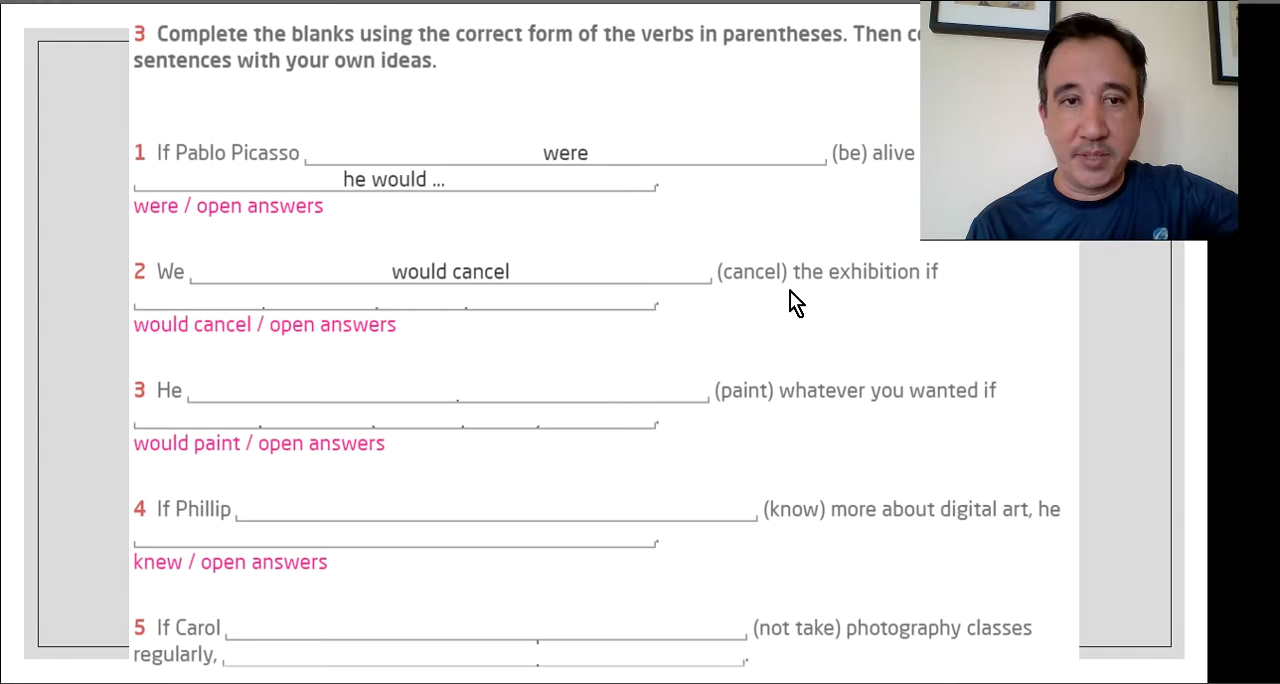 3 Complete the blanks using the correct form of the verbs in parentheses. Then
sentences with your own ideas.
1 If Pablo Picasso were (be) alive
he would ... .
were / open answers
2 We would cancel (cancel) the exhibition if
.
would cancel / open answers
3 He (paint) whatever you wanted if
.
would paint / open answers
4 If Phillip (know) more about digital art, he
.
knew / open answers
5 If Carol (not take) photography classes
regularly, .